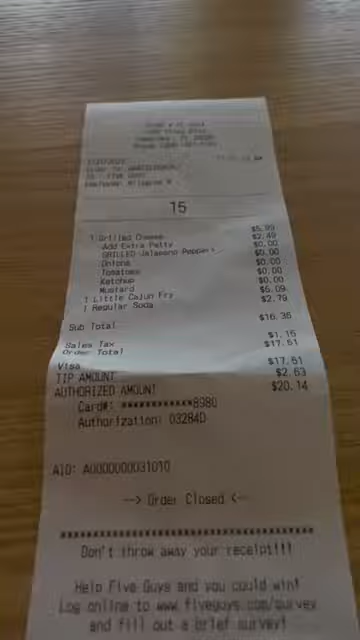 15
1 Grilled Cheese $5.99
Add Extra Patty $2.49
GRILLED Jalapeno Peppers $0.00
Onions $0.00
Tomatoes $0.00
Ketchup $0.00
Mustard $0.00
1 Little Cajun Fry $5.09
1 Regular Soda $2.79
Sub Total $16.36
Sales Tax $1.15
Order Total $17.51
Visa $17.51
TIP AMOUNT $2.63
AUTHORIZED AMOUNT $20.14
Card#: ************8980
Authorization: 03284D
AID: A0000000031010
--> Order Closed <--
Don't throw away your receipt!!!
Help Five Guys and you could win!
Log online to www.fiveguys.com/survey
and fill out a brief survey!